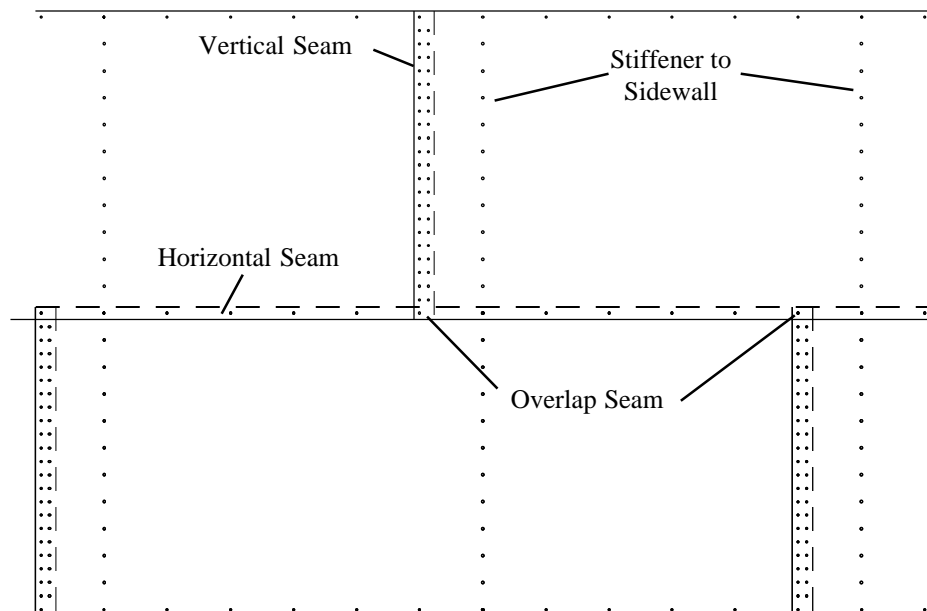 Vertical Seam
Stiffener to
Sidewall
Horizontal Seam
Overlap Seam